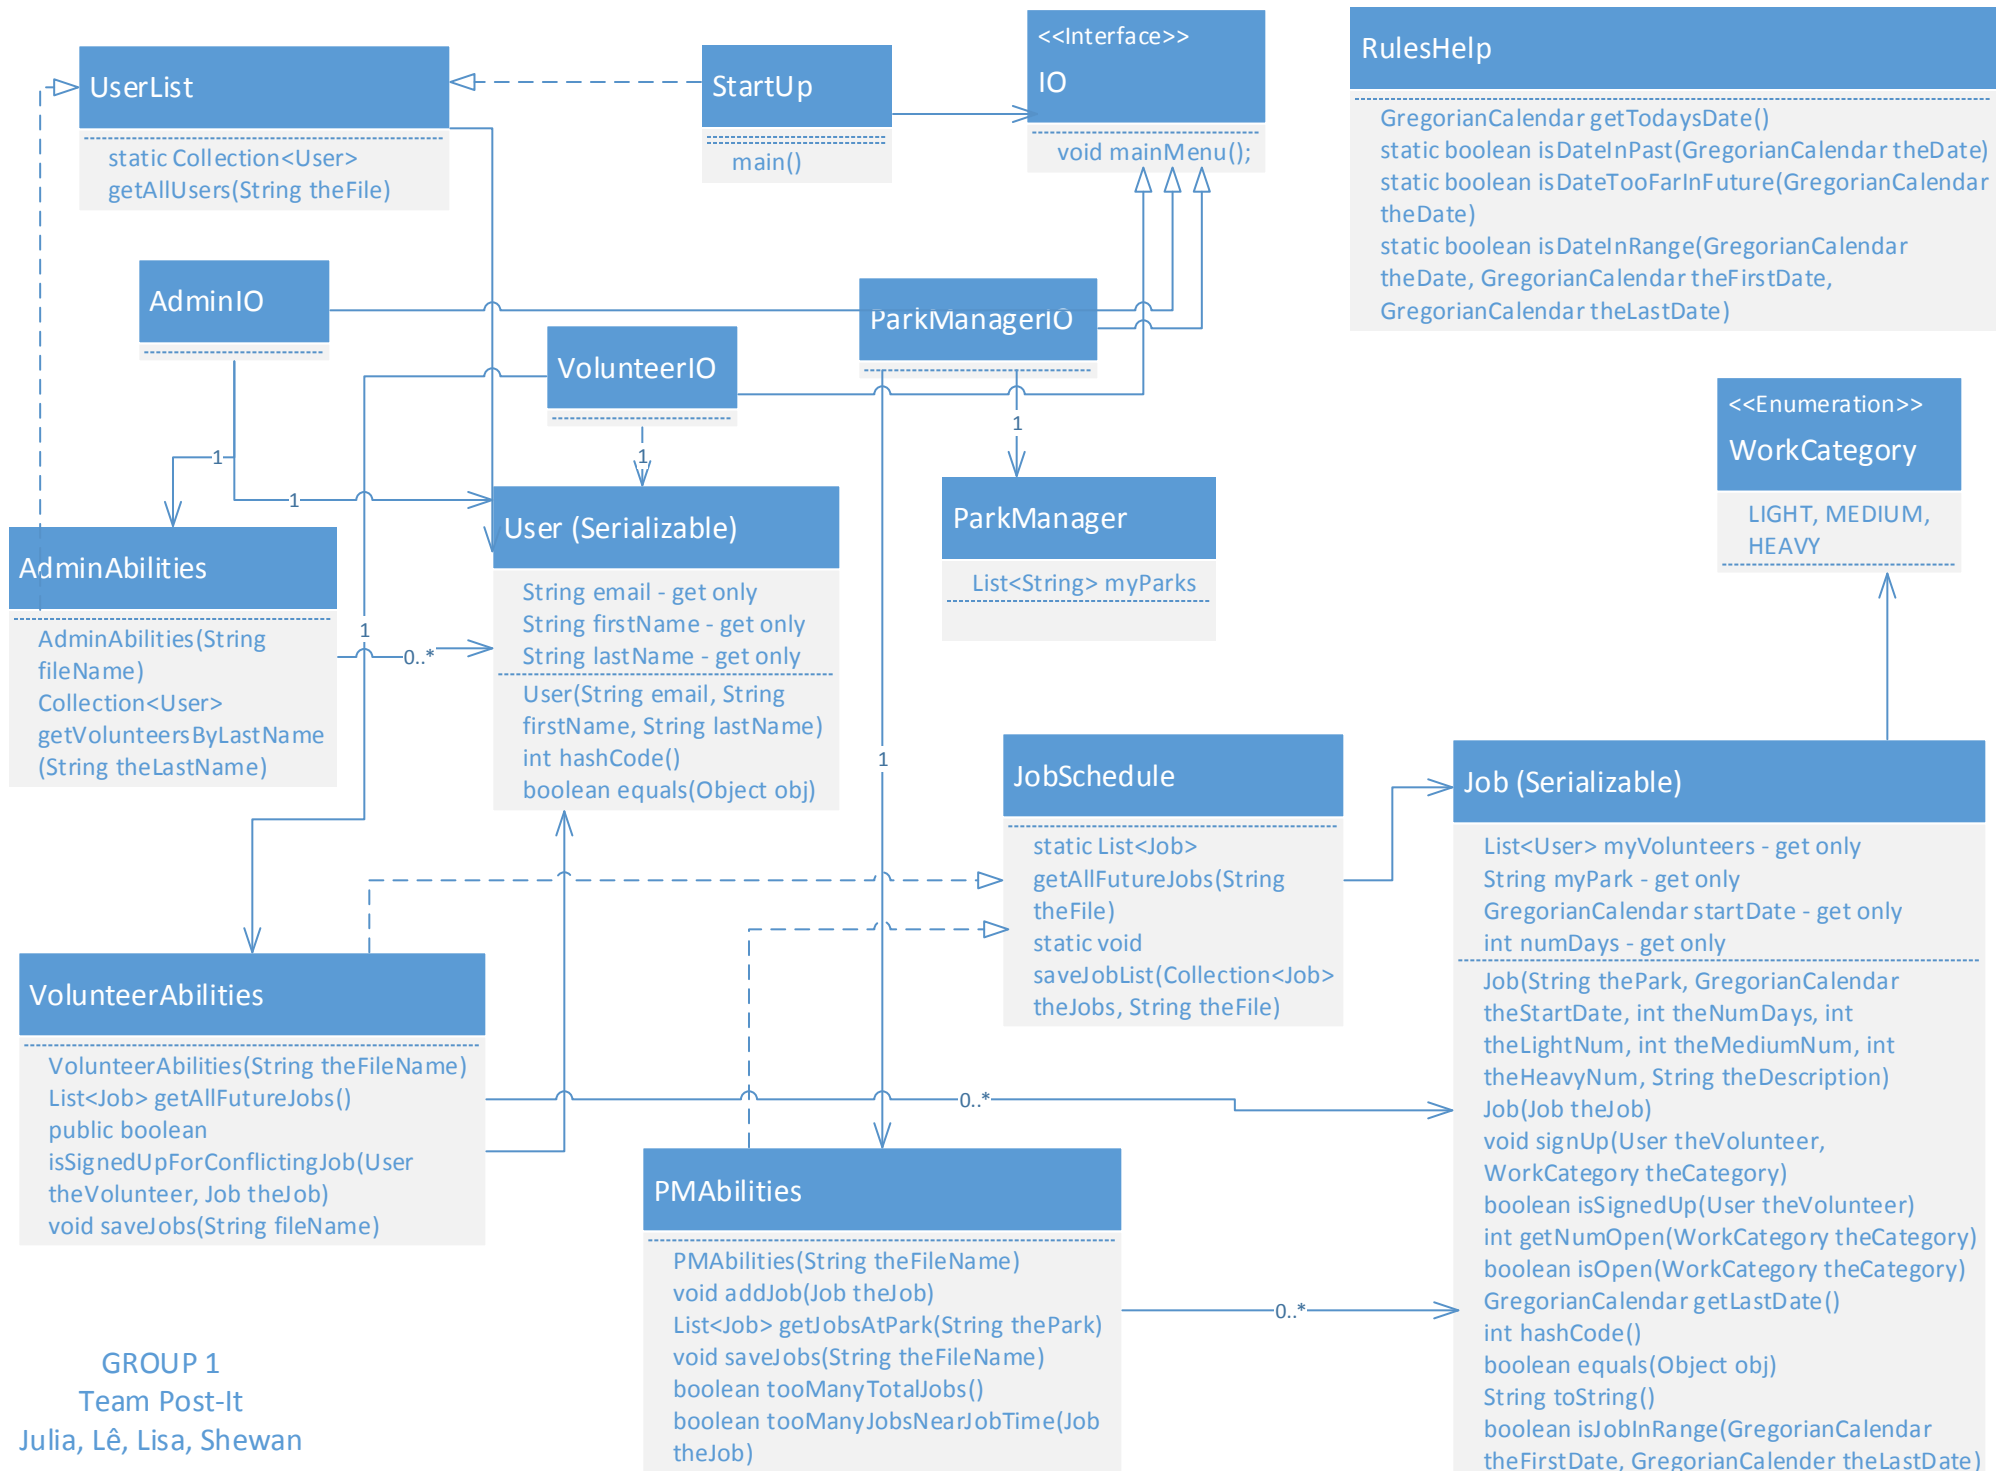 UserList
static Collection<User>
getAllUsers(String theFile)
StartUp
main()
<<Interface>>
IO
void mainMenu();
RulesHelp
GregorianCalendar getTodaysDate()
static boolean isDateInPast(GregorianCalendar theDate)
static boolean isDateTooFarInFuture(GregorianCalendar
theDate)
static boolean isDateInRange(GregorianCalendar
theDate, GregorianCalendar theFirstDate,
GregorianCalendar theLastDate)
AdminIO
VolunteerIO
ParkManagerIO
<<Enumeration>>
WorkCategory
LIGHT, MEDIUM,
HEAVY
1
1
1
1
1
1
AdminAbilities
AdminAbilities(String
fileName)
Collection<User>
getVolunteersByLastName
(String theLastName)
0..*
User (Serializable)
String email - get only
String firstName - get only
String lastName - get only
User(String email, String
firstName, String lastName)
int hashCode()
boolean equals(Object obj)
ParkManager
List<String> myParks
JobSchedule
static List<Job>
getAllFutureJobs(String
theFile)
static void
saveJobList(Collection<Job>
theJobs, String theFile)
Job (Serializable)
List<User> myVolunteers - get only
String myPark - get only
GregorianCalendar startDate - get only
int numDays - get only
Job(String thePark, GregorianCalendar
theStartDate, int theNumDays, int
theLightNum, int theMediumNum, int
theHeavyNum, String theDescription)
Job(Job theJob)
void signUp(User theVolunteer,
WorkCategory theCategory)
boolean isSignedUp(User theVolunteer)
int getNumOpen(WorkCategory theCategory)
boolean isOpen(WorkCategory theCategory)
GregorianCalendar getLastDate()
int hashCode()
boolean equals(Object obj)
String toString()
boolean isJobInRange(GregorianCalendar
theFirstDate, GregorianCalender theLastDate)
VolunteerAbilities
VolunteerAbilities(String theFileName)
List<Job> getAllFutureJobs()
public boolean
isSignedUpForConflictingJob(User
theVolunteer, Job theJob)
void saveJobs(String fileName)
0..*
PMAbilities
PMAbilities(String theFileName)
void addJob(Job theJob)
List<Job> getJobsAtPark(String thePark)
void saveJobs(String theFileName)
boolean tooManyTotalJobs()
boolean tooManyJobsNearJobTime(Job
theJob)
0..*
GROUP 1
Team Post-It
Julia, Lê, Lisa, Shewan